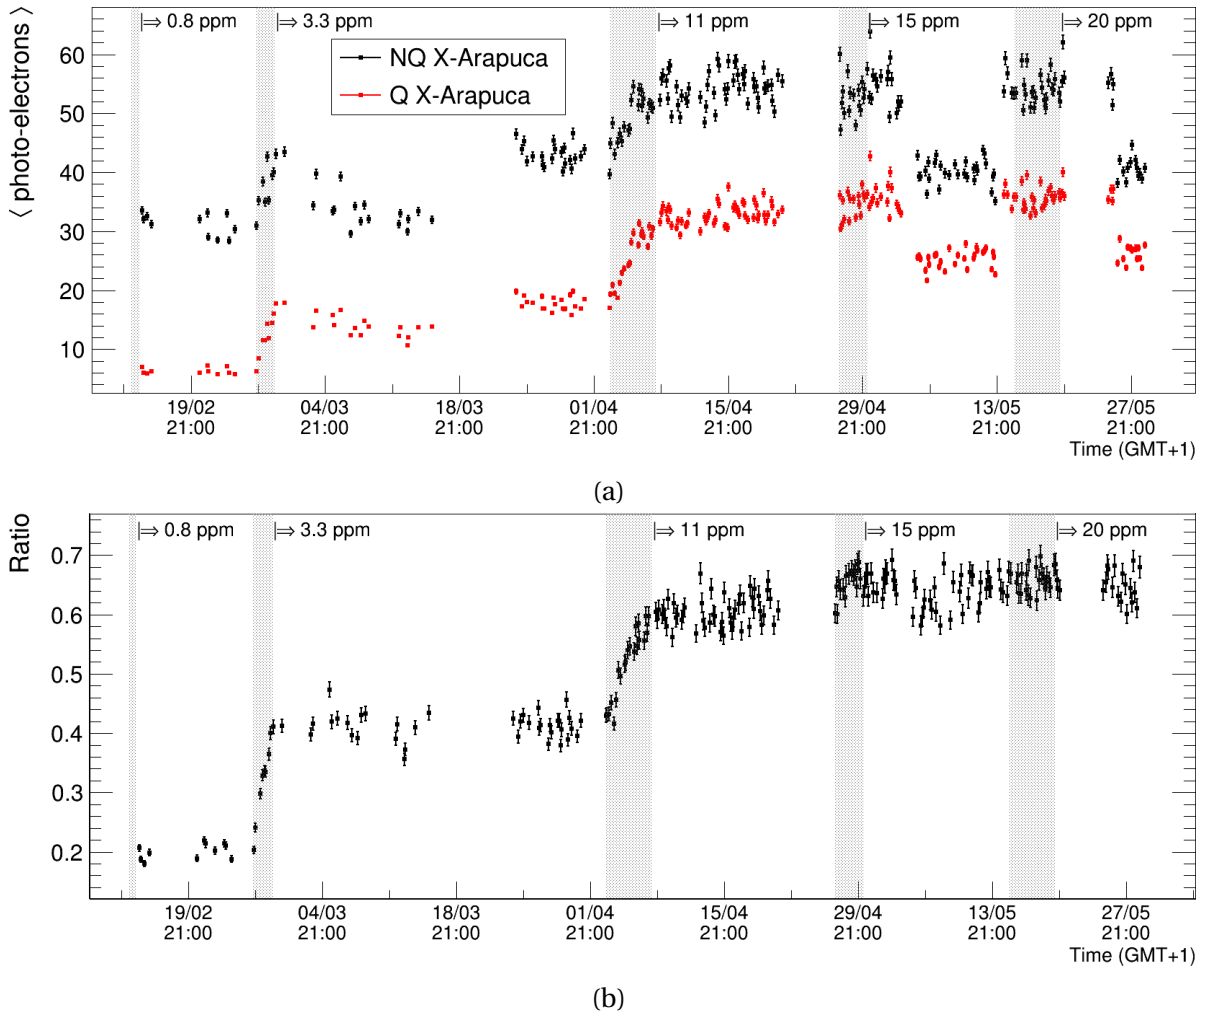 |⇒ 0.8 ppm |⇒ 3.3 ppm |⇒ 11 ppm |⇒ 15 ppm |⇒ 20 ppm
NQ X-Arapuca
Q X-Arapuca
⟨ photo-electrons ⟩
60
50
40
30
20
10
19/02 04/03 18/03 01/04 15/04 29/04 13/05 27/05
21:00 21:00 21:00 21:00 21:00 21:00 21:00 21:00
Time (GMT+1)
(a)
|⇒ 0.8 ppm |⇒ 3.3 ppm |⇒ 11 ppm |⇒ 15 ppm |⇒ 20 ppm
Ratio
0.7
0.6
0.5
0.4
0.3
0.2
19/02 04/03 18/03 01/04 15/04 29/04 13/05 27/05
21:00 21:00 21:00 21:00 21:00 21:00 21:00 21:00
Time (GMT+1)
(b)